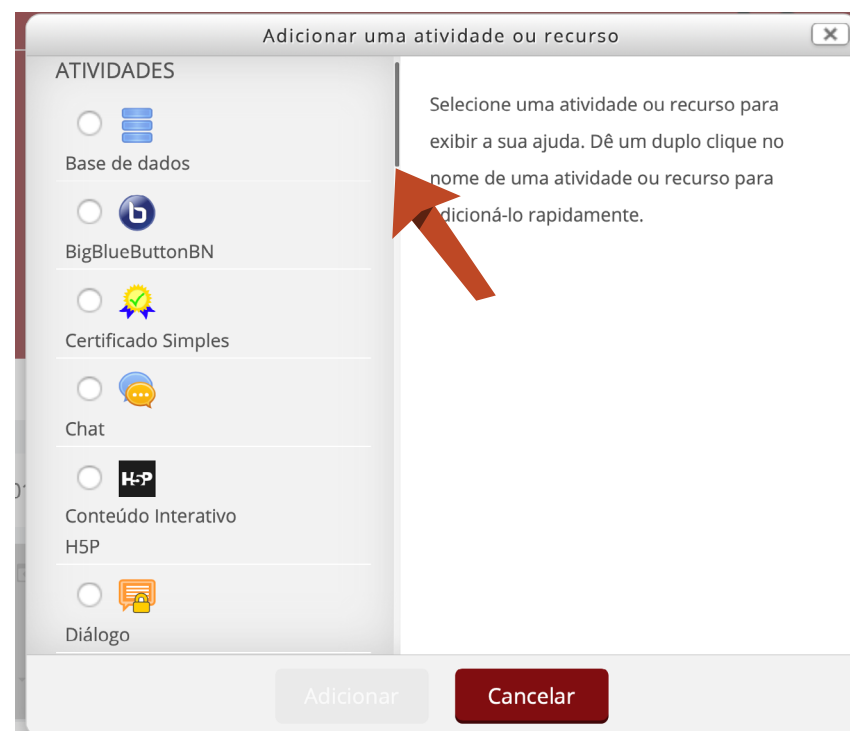 Adicionar uma atividade ou recurso
ATIVIDADES
Base de dados
BigBlueButtonBN
Certificado Simples
Chat
H5P
Conteúdo Interativo
H5P
Diálogo
Selecione uma atividade ou recurso para
exibir a sua ajuda. Dê um duplo clique no
nome de uma atividade ou recurso para
adicioná-lo rapidamente.
Adicionar
Cancelar